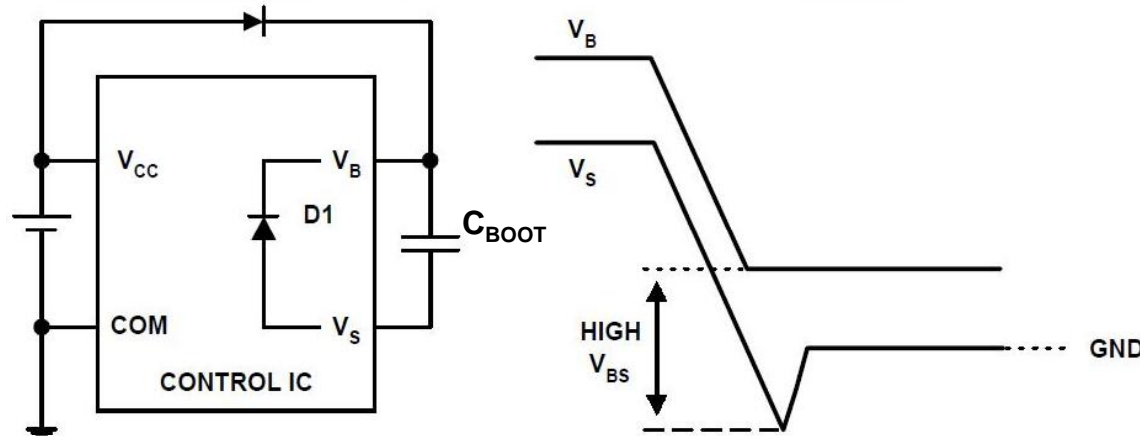 V_CC
V_B
D1
C_BOOT
COM
V_S
CONTROL IC
V_B
V_S
HIGH
V_BS
GND